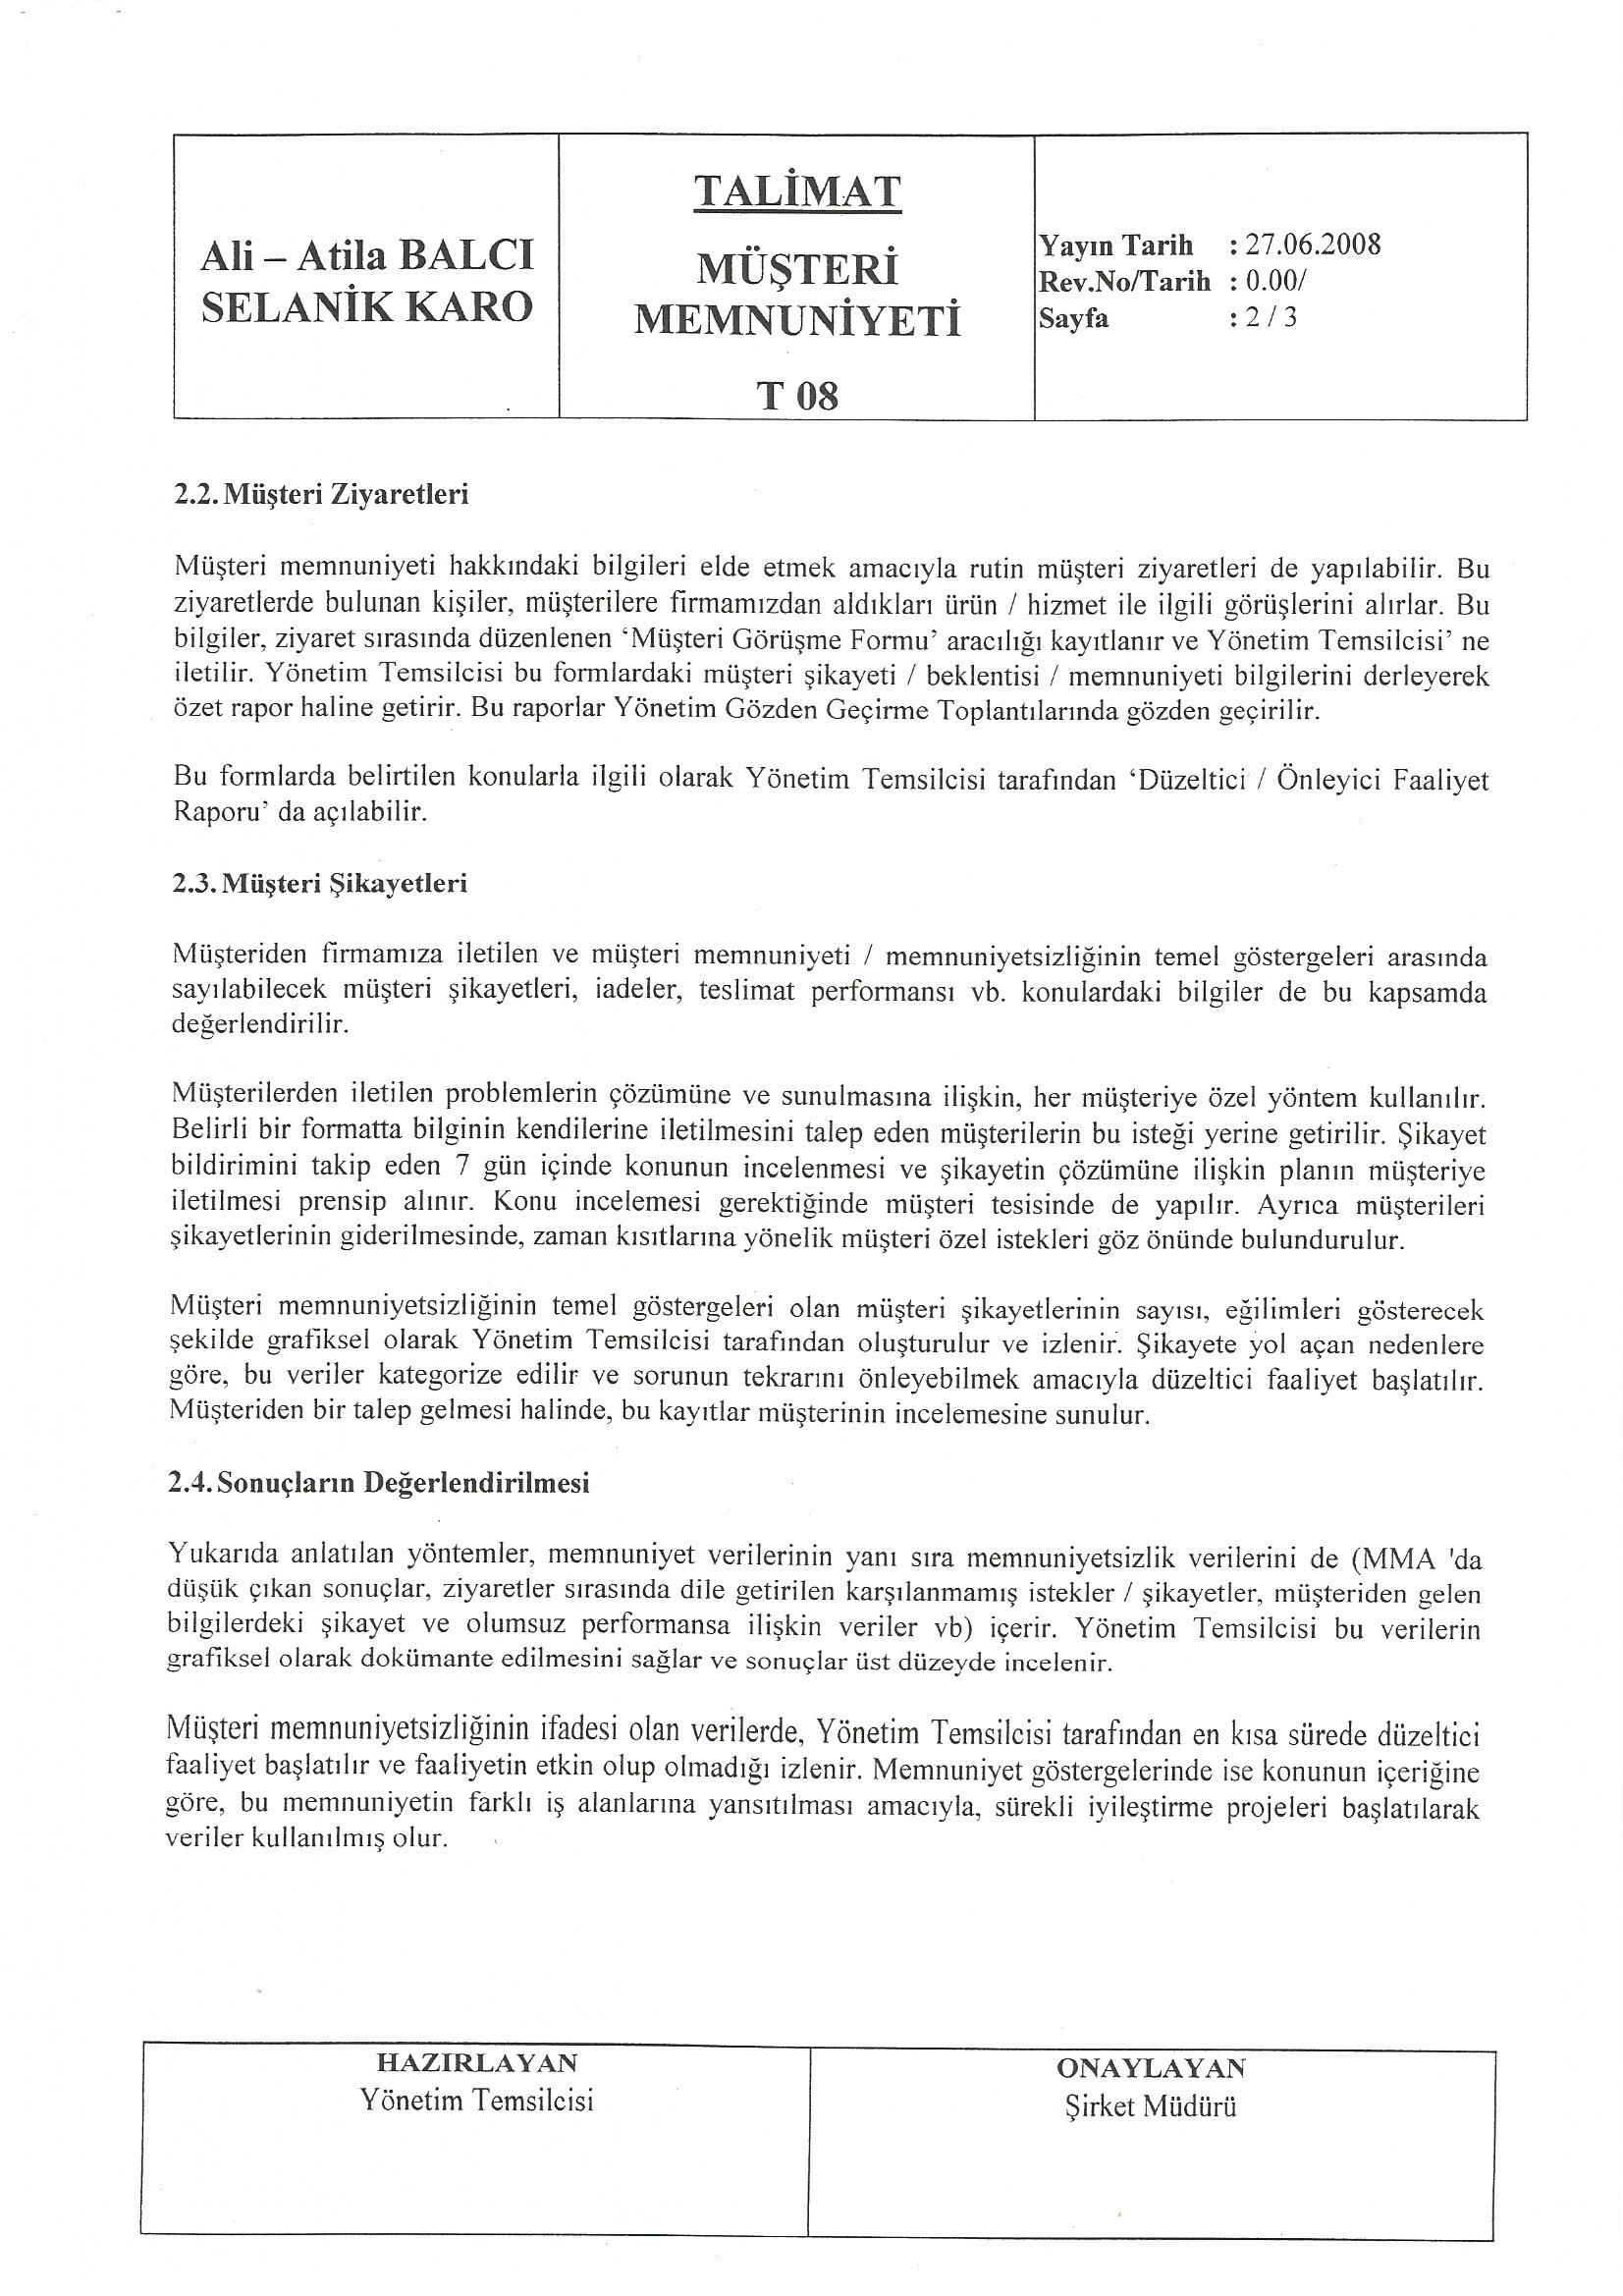 Ali – Atila BALCI
SELANİK KARO
TALİMAT
MÜŞTERİ
MEMNUNİYETİ
T 08
Yayın Tarih : 27.06.2008
Rev.No/Tarih : 0.00/
Sayfa : 2 / 3
2.2. Müşteri Ziyaretleri
Müşteri memnuniyeti hakkındaki bilgileri elde etmek amacıyla rutin müşteri ziyaretleri de yapılabilir. Bu
ziyaretlerde bulunan kişiler, müşterilere firmamızdan aldıkları ürün / hizmet ile ilgili görüşlerini alırlar. Bu
bilgiler, ziyaret sırasında düzenlenen ‘Müşteri Görüşme Formu’ aracılığı kayıtlanır ve Yönetim Temsilcisi’ ne
iletilir. Yönetim Temsilcisi bu formlardaki müşteri şikayeti / beklentisi / memnuniyeti bilgilerini derleyerek
özet rapor haline getirir. Bu raporlar Yönetim Gözden Geçirme Toplantılarında gözden geçirilir.
Bu formlarda belirtilen konularla ilgili olarak Yönetim Temsilcisi tarafından ‘Düzeltici / Önleyici Faaliyet
Raporu’ da açılabilir.
2.3. Müşteri Şikayetleri
Müşteriden firmamıza iletilen ve müşteri memnuniyeti / memnuniyetsizliğinin temel göstergeleri arasında
sayılabilecek müşteri şikayetleri, iadeler, teslimat performansı vb. konulardaki bilgiler de bu kapsamda
değerlendirilir.
Müşterilerden iletilen problemlerin çözümüne ve sunulmasına ilişkin, her müşteriye özel yöntem kullanılır.
Belirli bir formatta bilginin kendilerine iletilmesini talep eden müşterilerin bu isteği yerine getirilir. Şikayet
bildirimini takip eden 7 gün içinde konunun incelenmesi ve şikayetin çözümüne ilişkin planın müşteriye
iletilmesi prensip alınır. Konu incelemesi gerektiğinde müşteri tesisinde de yapılır. Ayrıca müşterileri
şikayetlerinin giderilmesinde, zaman kısıtlarına yönelik müşteri özel istekleri göz önünde bulundurulur.
Müşteri memnuniyetsizliğinin temel göstergeleri olan müşteri şikayetlerinin sayısı, eğilimleri gösterecek
şekilde grafiksel olarak Yönetim Temsilcisi tarafından oluşturulur ve izlenir. Şikayete yol açan nedenlere
göre, bu veriler kategorize edilir ve sorunun tekrarını önleyebilmek amacıyla düzeltici faaliyet başlatılır.
Müşteriden bir talep gelmesi halinde, bu kayıtlar müşterinin incelemesine sunulur.
2.4. Sonuçların Değerlendirilmesi
Yukarıda anlatılan yöntemler, memnuniyet verilerinin yanı sıra memnuniyetsizlik verilerini de (MMA 'da
düşük çıkan sonuçlar, ziyaretler sırasında dile getirilen karşılanmamış istekler / şikayetler, müşteriden gelen
bilgilerdeki şikayet ve olumsuz performansa ilişkin veriler vb) içerir. Yönetim Temsilcisi bu verilerin
grafiksel olarak dokümante edilmesini sağlar ve sonuçlar üst düzeyde incelenir.
Müşteri memnuniyetsizliğinin ifadesi olan verilerde, Yönetim Temsilcisi tarafından en kısa sürede düzeltici
faaliyet başlatılır ve faaliyetin etkin olup olmadığı izlenir. Memnuniyet göstergelerinde ise konunun içeriğine
göre, bu memnuniyetin farklı iş alanlarına yansıtılması amacıyla, sürekli iyileştirme projeleri başlatılarak
veriler kullanılmış olur.
HAZIRLAYAN
Yönetim Temsilcisi
ONAYLAYAN
Şirket Müdürü